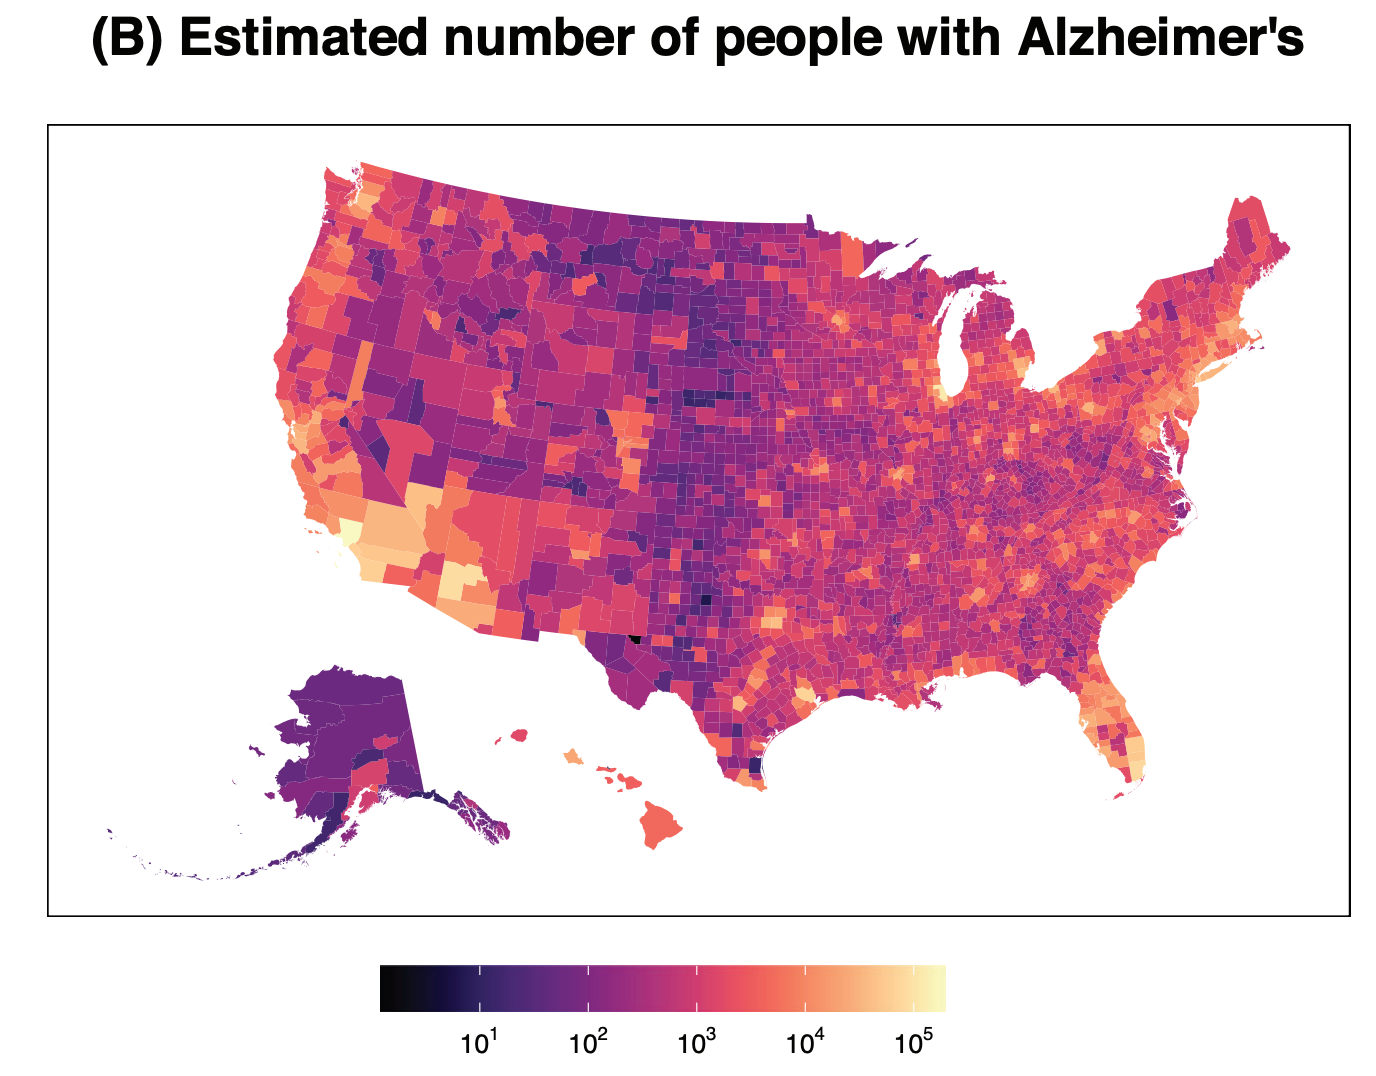 (B) Estimated number of people with Alzheimer's
10¹ 10² 10³ 10⁴ 10⁵